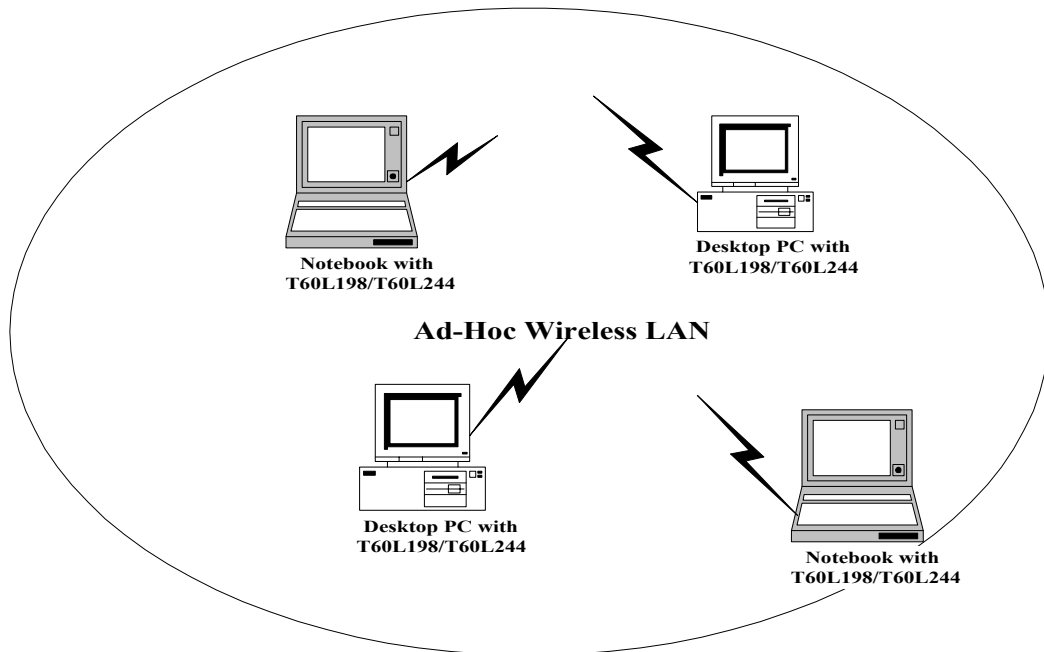 Desktop PC with
T60L198/T60L244
Notebook with
T60L198/T60L244
Ad-Hoc Wireless LAN
Desktop PC with
T60L198/T60L244
Notebook with
T60L198/T60L244